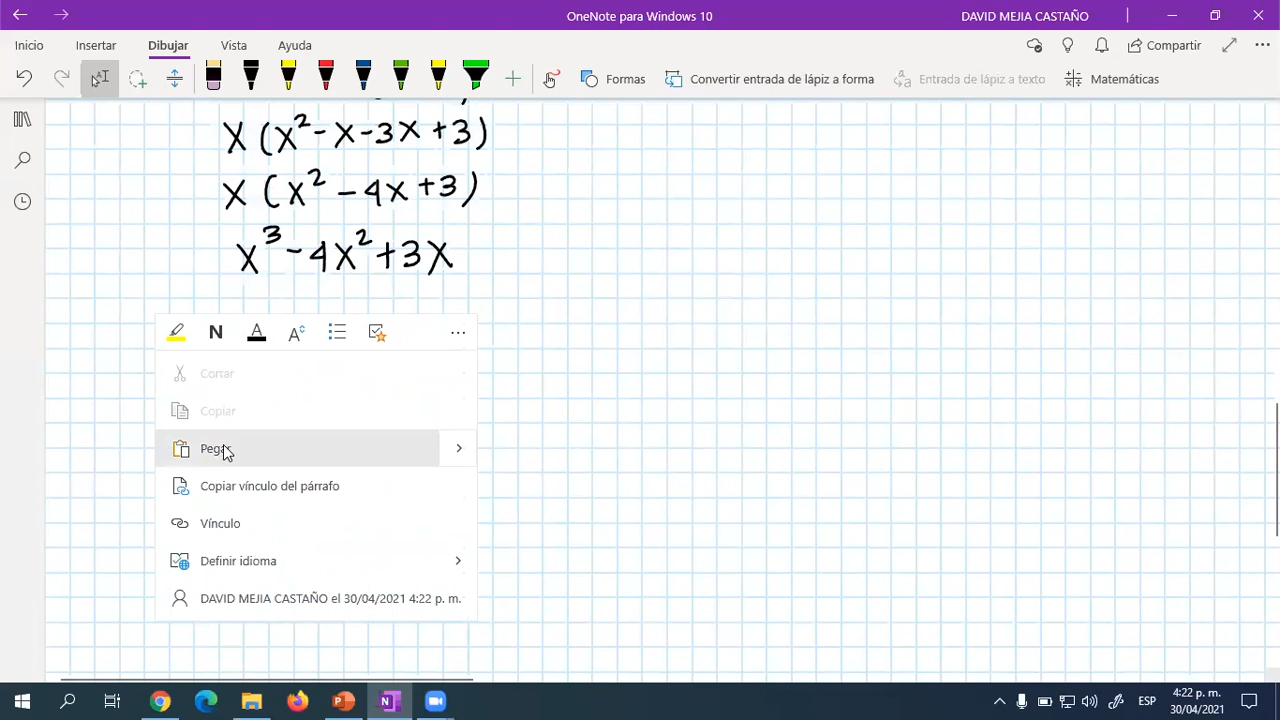 OneNote para Windows 10
DAVID MEJIA CASTAÑO
Inicio Insertar Dibujar Vista Ayuda
Compartir
Formas Convertir entrada de lápiz a forma Entrada de lápiz a texto Matemáticas
X (x² - x - 3x + 3)
X (x² - 4x + 3)
x³ - 4x² + 3x
N A A
Cortar
Copiar
Pegar
Copiar vínculo del párrafo
Vínculo
Definir idioma
DAVID MEJIA CASTAÑO el 30/04/2021 4:22 p. m.
ESP
4:22 p. m.
30/04/2021